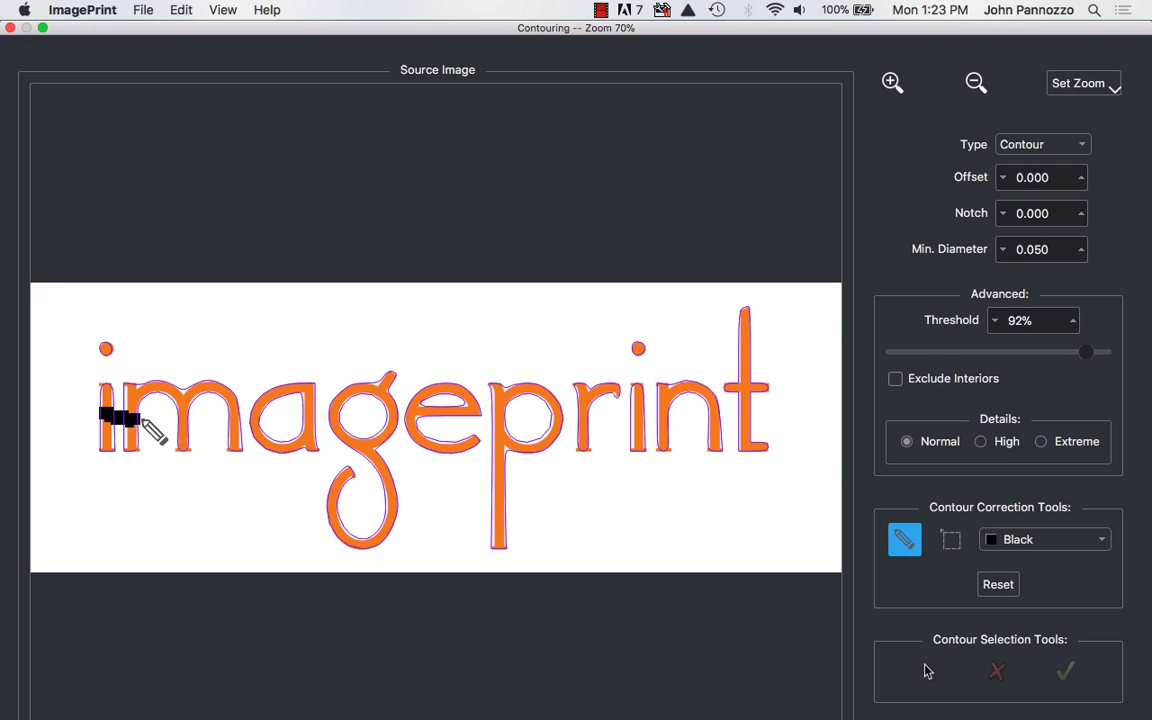 ImagePrint File Edit View Help 7 100% Mon 1:23 PM John Pannozzo
Contouring -- Zoom 70%
Source Image
Set Zoom
Type Contour
Offset 0.000
Notch 0.000
Min. Diameter 0.050
Advanced:
Threshold 92%
Exclude Interiors
Details:
Normal High Extreme
imageprint
Contour Correction Tools:
Black
Reset
Contour Selection Tools: